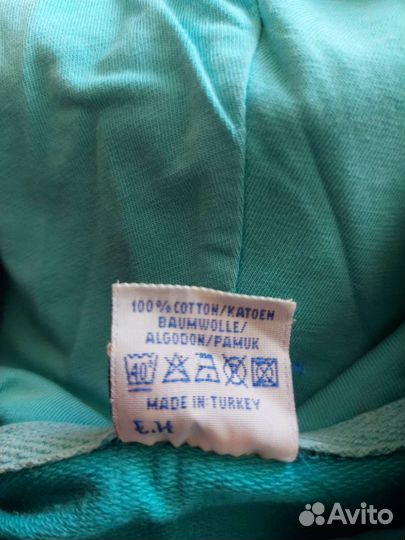 100% COTTON/KATOEN
BAUMWOLLE/
ALGODON/PAMUK
40°
MADE IN TURKEY
Avito